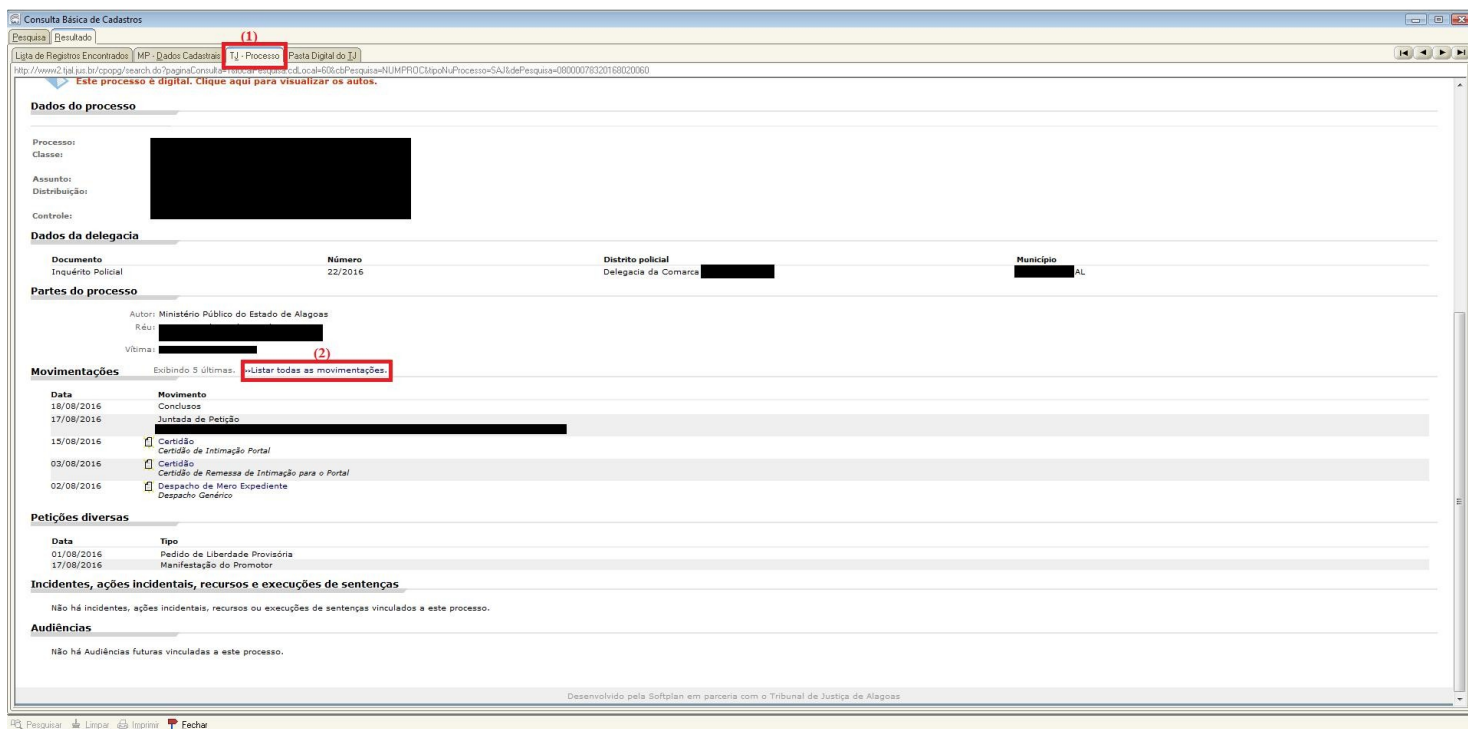 Consulta Básica de Cadastros
Pesquisa Resultado
(1)
Lista de Registros Encontrados MP - Dados Cadastrais TJ - Processo Pasta Digital do TJ
Este processo é digital. Clique aqui para visualizar os autos.
Dados do processo
Processo:
Classe:
Assunto:
Distribuição:
Controle:
Dados da delegacia
Documento Número Distrito policial Município
Inquérito Policial 22/2016 Delegacia da Comarca AL
Partes do processo
Autor: Ministério Público do Estado de Alagoas
Réu:
Vítima:
(2)
Movimentações Exibindo 5 últimas. »Listar todas as movimentações.
Data Movimento
18/08/2016 Conclusos
17/08/2016 Juntada de Petição
15/08/2016 Certidão
Certidão de Intimação Portal
03/08/2016 Certidão
Certidão de Remessa de Intimação para o Portal
02/08/2016 Despacho de Mero Expediente
Despacho Genérico
Petições diversas
Data Tipo
01/08/2016 Pedido de Liberdade Provisória
17/08/2016 Manifestação do Promotor
Incidentes, ações incidentais, recursos e execuções de sentenças
Não há incidentes, ações incidentais, recursos ou execuções de sentenças vinculados a este processo.
Audiências
Não há Audiências futuras vinculadas a este processo.
Desenvolvido pela Softplan em parceria com o Tribunal de Justiça de Alagoas
Pesquisar Limpar Imprimir Fechar